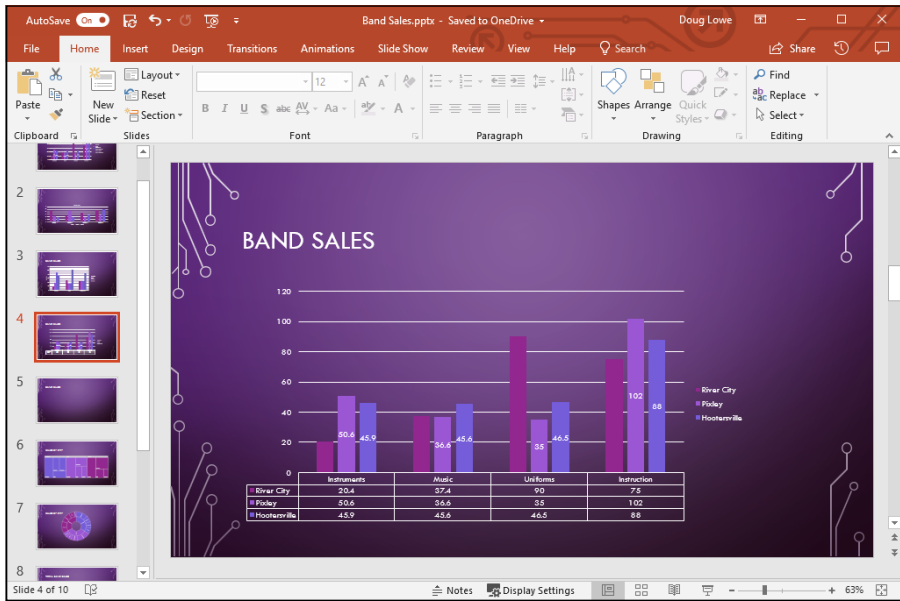 AutoSave On Band Sales.pptx - Saved to OneDrive Doug Lowe
File Home Insert Design Transitions Animations Slide Show Review View Help Search Share
Paste New Slide Layout Reset Section 12 B I U S abc AV Aa A Shapes Arrange Quick Styles Find Replace Select
Clipboard Slides Font Paragraph Drawing Editing
2
3
4
5
6
7
8
BAND SALES
120
100
80
60
40
20
0
50.6 45.9 36.6 45.6 35 46.5 102 88
River City
Pixley
Hootersville
Instruments Music Uniforms Instruction
River City 20.4 37.4 90 75
Pixley 50.6 36.6 35 102
Hootersville 45.9 45.6 46.5 88
Slide 4 of 10 Notes Display Settings 63%